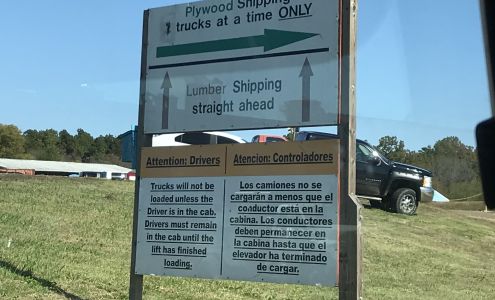 Plywood Shipping
trucks at a time ONLY
Lumber Shipping
straight ahead
Attention: Drivers
Trucks will not be
loaded unless the
Driver is in the cab.
Drivers must remain
in the cab until the
lift has finished
loading.
Atencion: Controladores
Los camiones no se
cargarán a menos que el
conductor está en la
cabina. Los conductores
deben permanecer en
la cabina hasta que el
elevador ha terminado
de cargar.